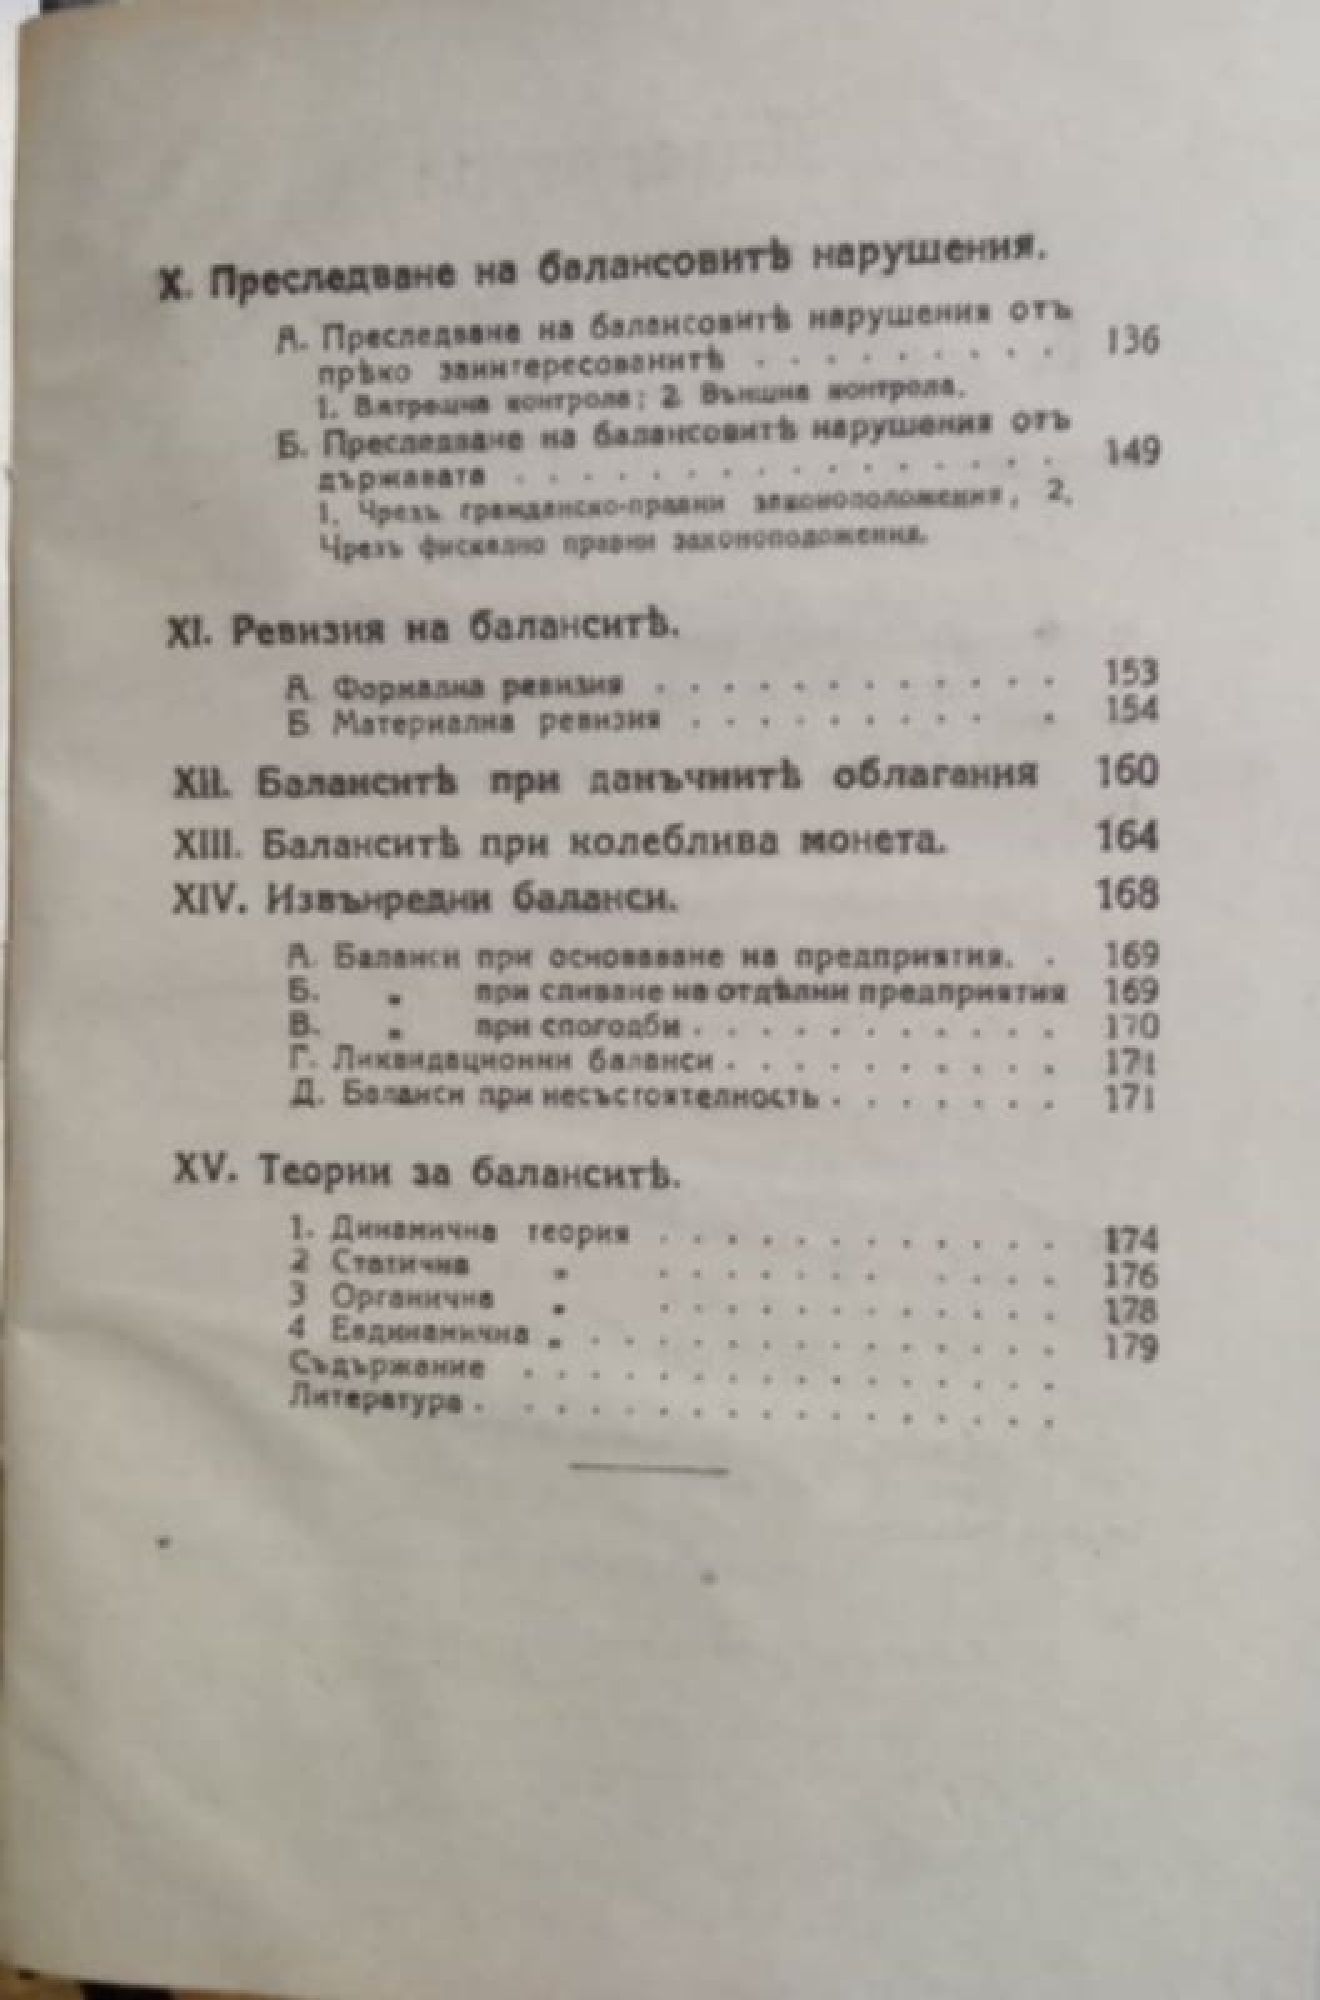 X. Преследване на балансовитѣ нарушения.
А. Преследване на балансовитѣ нарушения отъ
прѣко заинтересованитѣ . . . . . . . . . 136
1. Вѫтрешна контрола; 2. Външна контрола.
Б. Преследване на балансовитѣ нарушения отъ
държавата . . . . . . . . . . . . . . . . 149
1. Чрезъ гражданско-правни законоположения, 2.
Чрезъ фискално правни законоположения.
XI. Ревизия на баланситѣ.
А. Формална ревизия . . . . . . . . . . . . 153
Б. Материална ревизия . . . . . . . . . . 154
XII. Баланситѣ при данъчнитѣ облагания 160
XIII. Баланситѣ при колеблива монета. 164
XIV. Извънредни баланси. 168
А. Баланси при основаване на предприятия. . 169
Б. „ при сливане на отдѣлни предприятия 169
В. „ при спогодби . . . . . . . . . . . 170
Г. Ликвидационни баланси . . . . . . . . . . 171
Д. Баланси при несъстоятелность . . . . . . . 171
XV. Теории за баланситѣ.
1. Динамична теория . . . . . . . . . . . . 174
2 Статична „ . . . . . . . . . . . 176
3 Органична „ . . . . . . . . . . . . 178
4 Евдинамична „ . . . . . . . . . . . . . . 179
Съдържание . . . . . . . . . . . . . . . .
Литература . . . . . . . . . . . . . . . . .